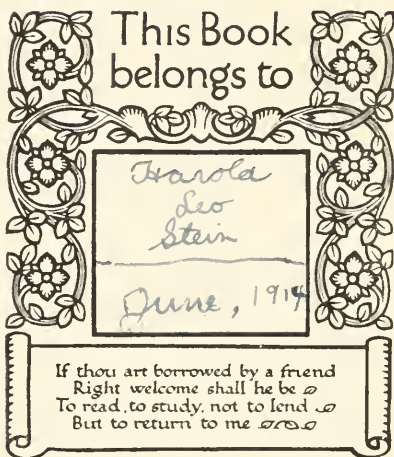 This Book
belongs to
Harold
Leo
Stein
June, 1914
If thou art borrowed by a friend
Right welcome shall he be
To read, to study, not to lend
But to return to me